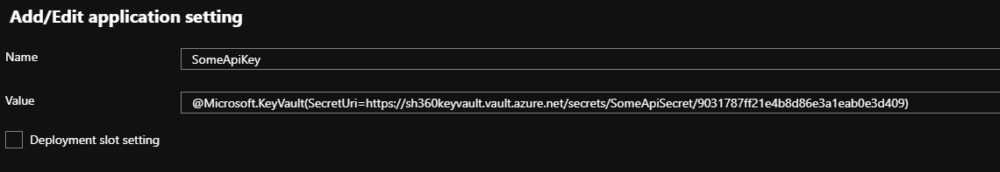 Add/Edit application setting
Name
SomeApiKey
Value
@Microsoft.KeyVault(SecretUri=https://sh360keyvault.vault.azure.net/secrets/SomeApiSecret/9031787ff21e4b8d86e3a1eab0e3d409)
Deployment slot setting